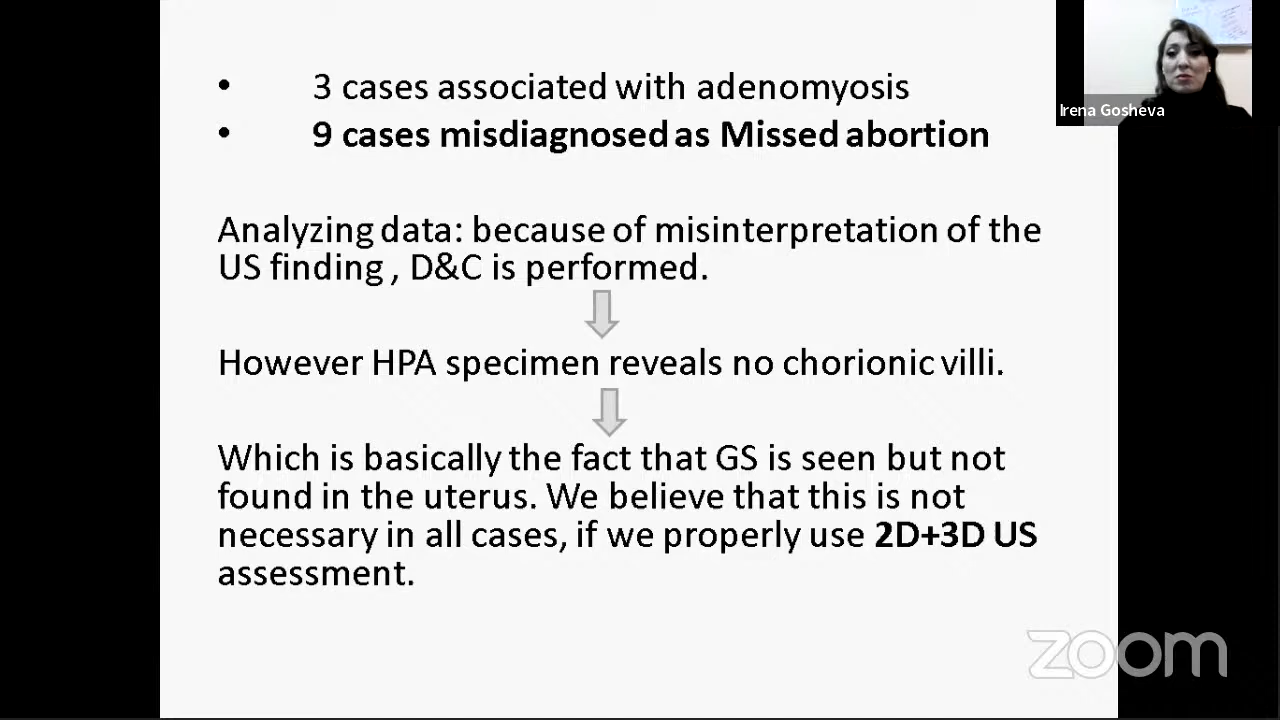 • 3 cases associated with adenomyosis
• 9 cases misdiagnosed as Missed abortion
Analyzing data: because of misinterpretation of the
US finding , D&C is performed.
However HPA specimen reveals no chorionic villi.
Which is basically the fact that GS is seen but not
found in the uterus. We believe that this is not
necessary in all cases, if we properly use 2D+3D US
assessment.
Irena Gosheva
zoom